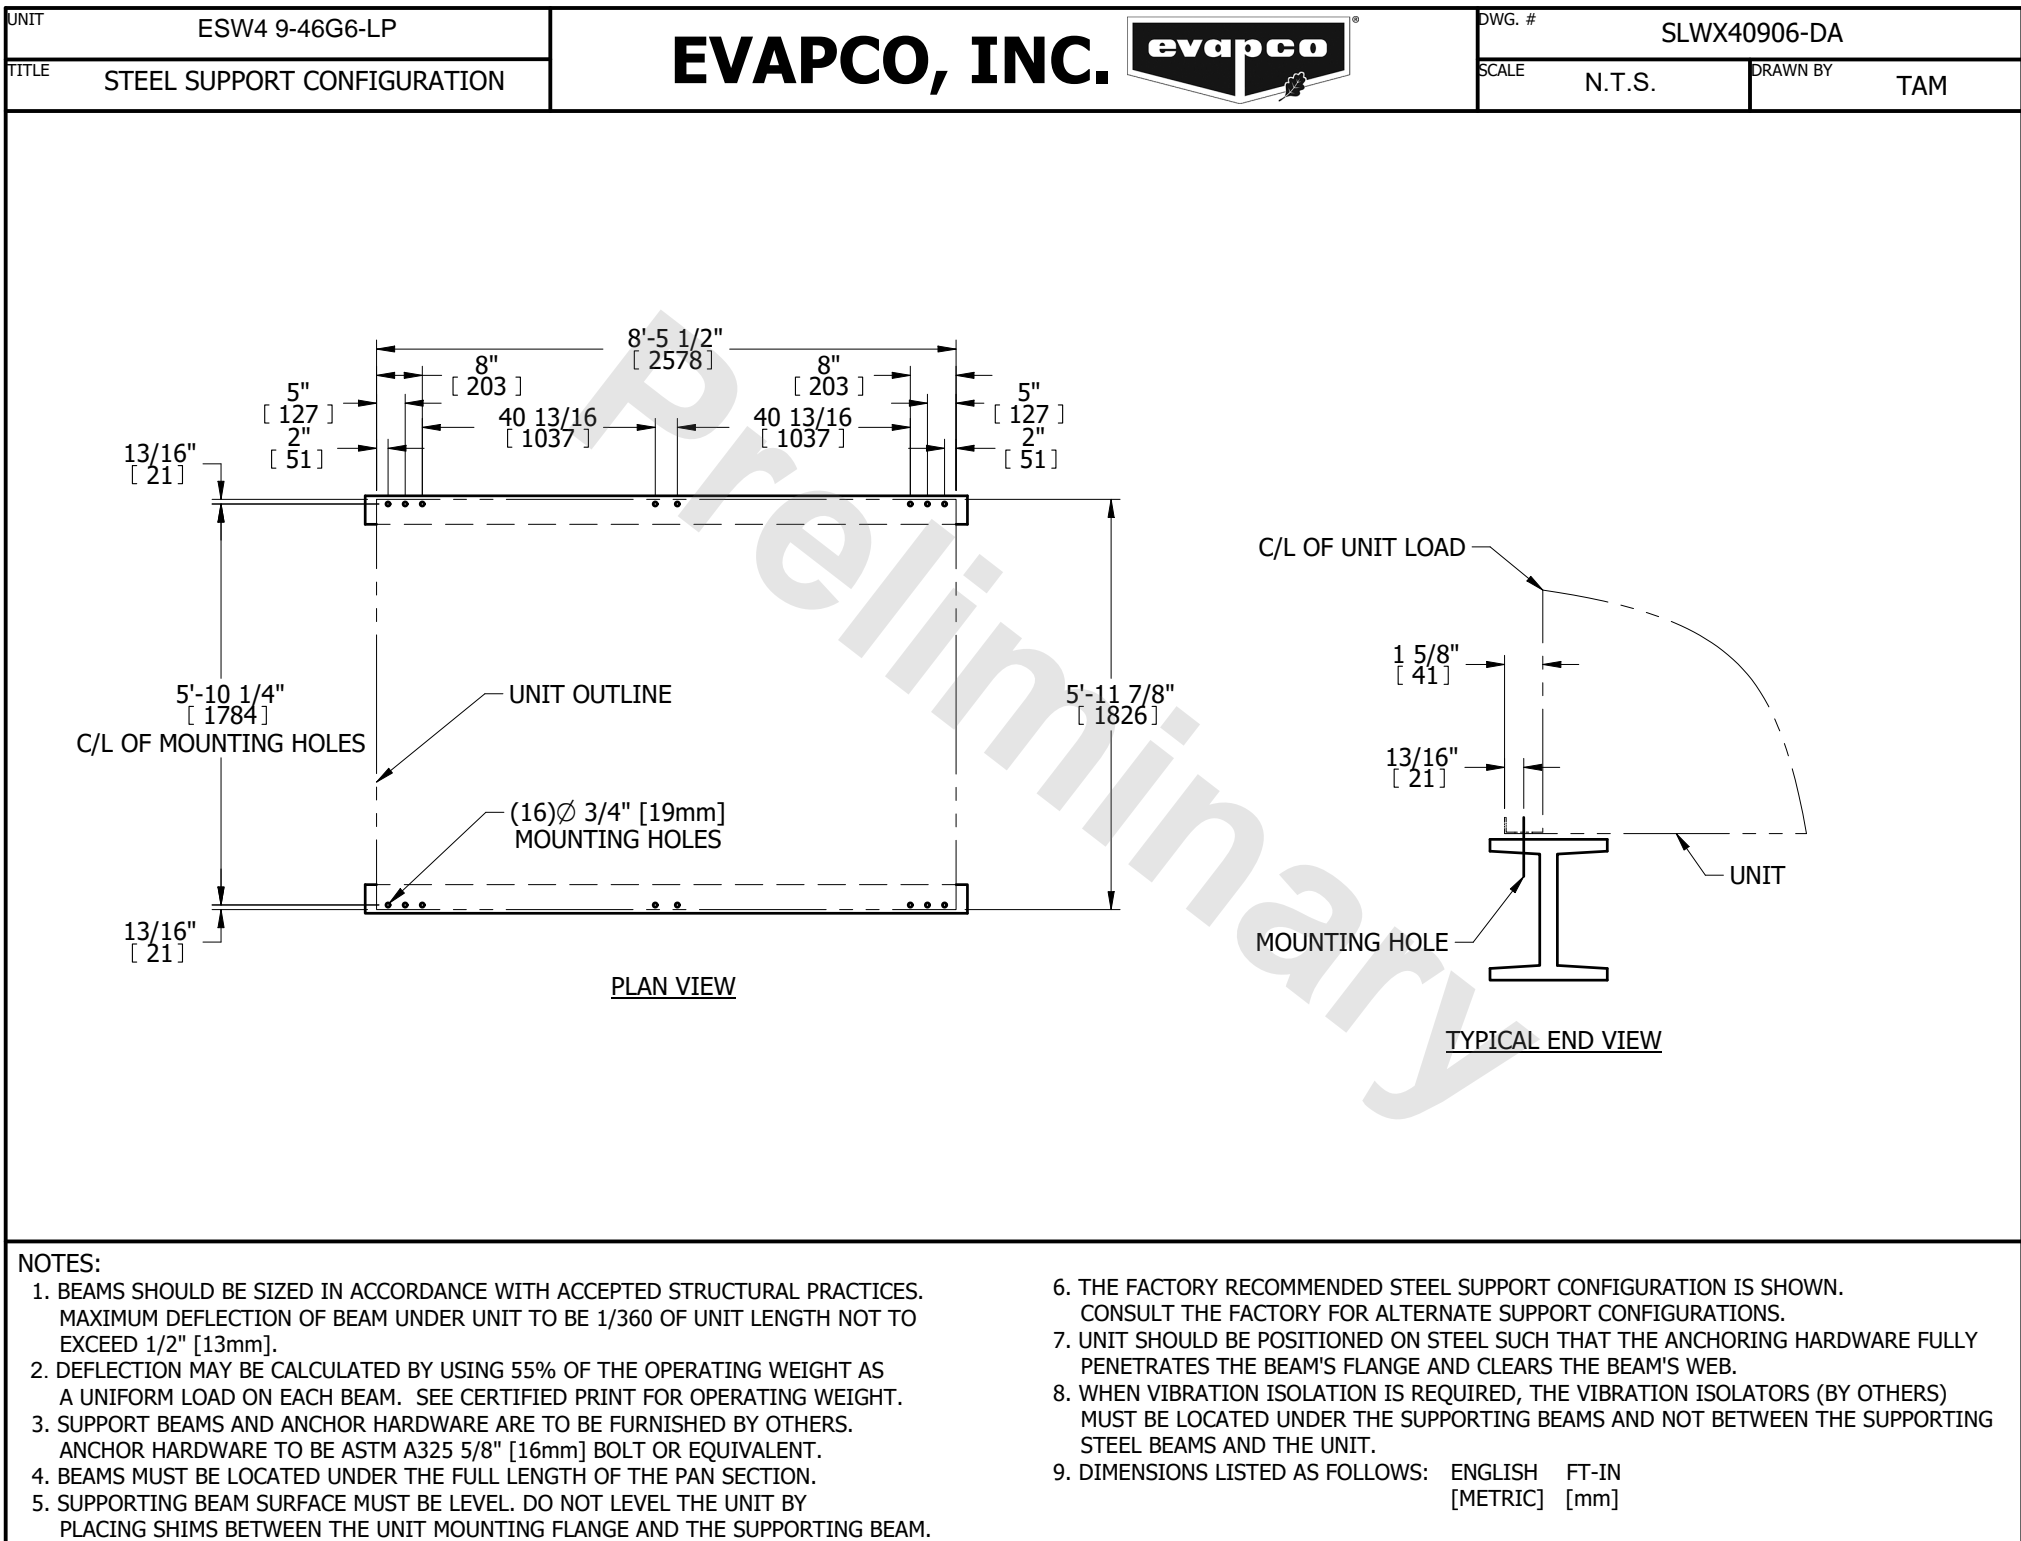 UNIT
ESW4 9-46G6-LP
TITLE
STEEL SUPPORT CONFIGURATION
EVAPCO, INC.
evapco
®
DWG. #
SLWX40906-DA
SCALE
N.T.S.
DRAWN BY
TAM
8'-5 1/2"
[ 2578 ]
8"
[ 203 ]
8"
[ 203 ]
5"
[ 127 ]
5"
[ 127 ]
40 13/16
[ 1037 ]
40 13/16
[ 1037 ]
2"
[ 51 ]
2"
[ 51 ]
13/16"
[ 21 ]
5'-10 1/4"
[ 1784 ]
C/L OF MOUNTING HOLES
UNIT OUTLINE
5'-11 7/8"
[ 1826 ]
(16)∅ 3/4" [19mm]
MOUNTING HOLES
13/16"
[ 21 ]
PLAN VIEW
C/L OF UNIT LOAD
1 5/8"
[ 41 ]
13/16"
[ 21 ]
UNIT
MOUNTING HOLE
TYPICAL END VIEW
Preliminary
NOTES:
1. BEAMS SHOULD BE SIZED IN ACCORDANCE WITH ACCEPTED STRUCTURAL PRACTICES.
MAXIMUM DEFLECTION OF BEAM UNDER UNIT TO BE 1/360 OF UNIT LENGTH NOT TO
EXCEED 1/2" [13mm].
2. DEFLECTION MAY BE CALCULATED BY USING 55% OF THE OPERATING WEIGHT AS
A UNIFORM LOAD ON EACH BEAM. SEE CERTIFIED PRINT FOR OPERATING WEIGHT.
3. SUPPORT BEAMS AND ANCHOR HARDWARE ARE TO BE FURNISHED BY OTHERS.
ANCHOR HARDWARE TO BE ASTM A325 5/8" [16mm] BOLT OR EQUIVALENT.
4. BEAMS MUST BE LOCATED UNDER THE FULL LENGTH OF THE PAN SECTION.
5. SUPPORTING BEAM SURFACE MUST BE LEVEL. DO NOT LEVEL THE UNIT BY
PLACING SHIMS BETWEEN THE UNIT MOUNTING FLANGE AND THE SUPPORTING BEAM.
6. THE FACTORY RECOMMENDED STEEL SUPPORT CONFIGURATION IS SHOWN.
CONSULT THE FACTORY FOR ALTERNATE SUPPORT CONFIGURATIONS.
7. UNIT SHOULD BE POSITIONED ON STEEL SUCH THAT THE ANCHORING HARDWARE FULLY
PENETRATES THE BEAM'S FLANGE AND CLEARS THE BEAM'S WEB.
8. WHEN VIBRATION ISOLATION IS REQUIRED, THE VIBRATION ISOLATORS (BY OTHERS)
MUST BE LOCATED UNDER THE SUPPORTING BEAMS AND NOT BETWEEN THE SUPPORTING
STEEL BEAMS AND THE UNIT.
9. DIMENSIONS LISTED AS FOLLOWS: ENGLISH FT-IN
[METRIC] [mm]